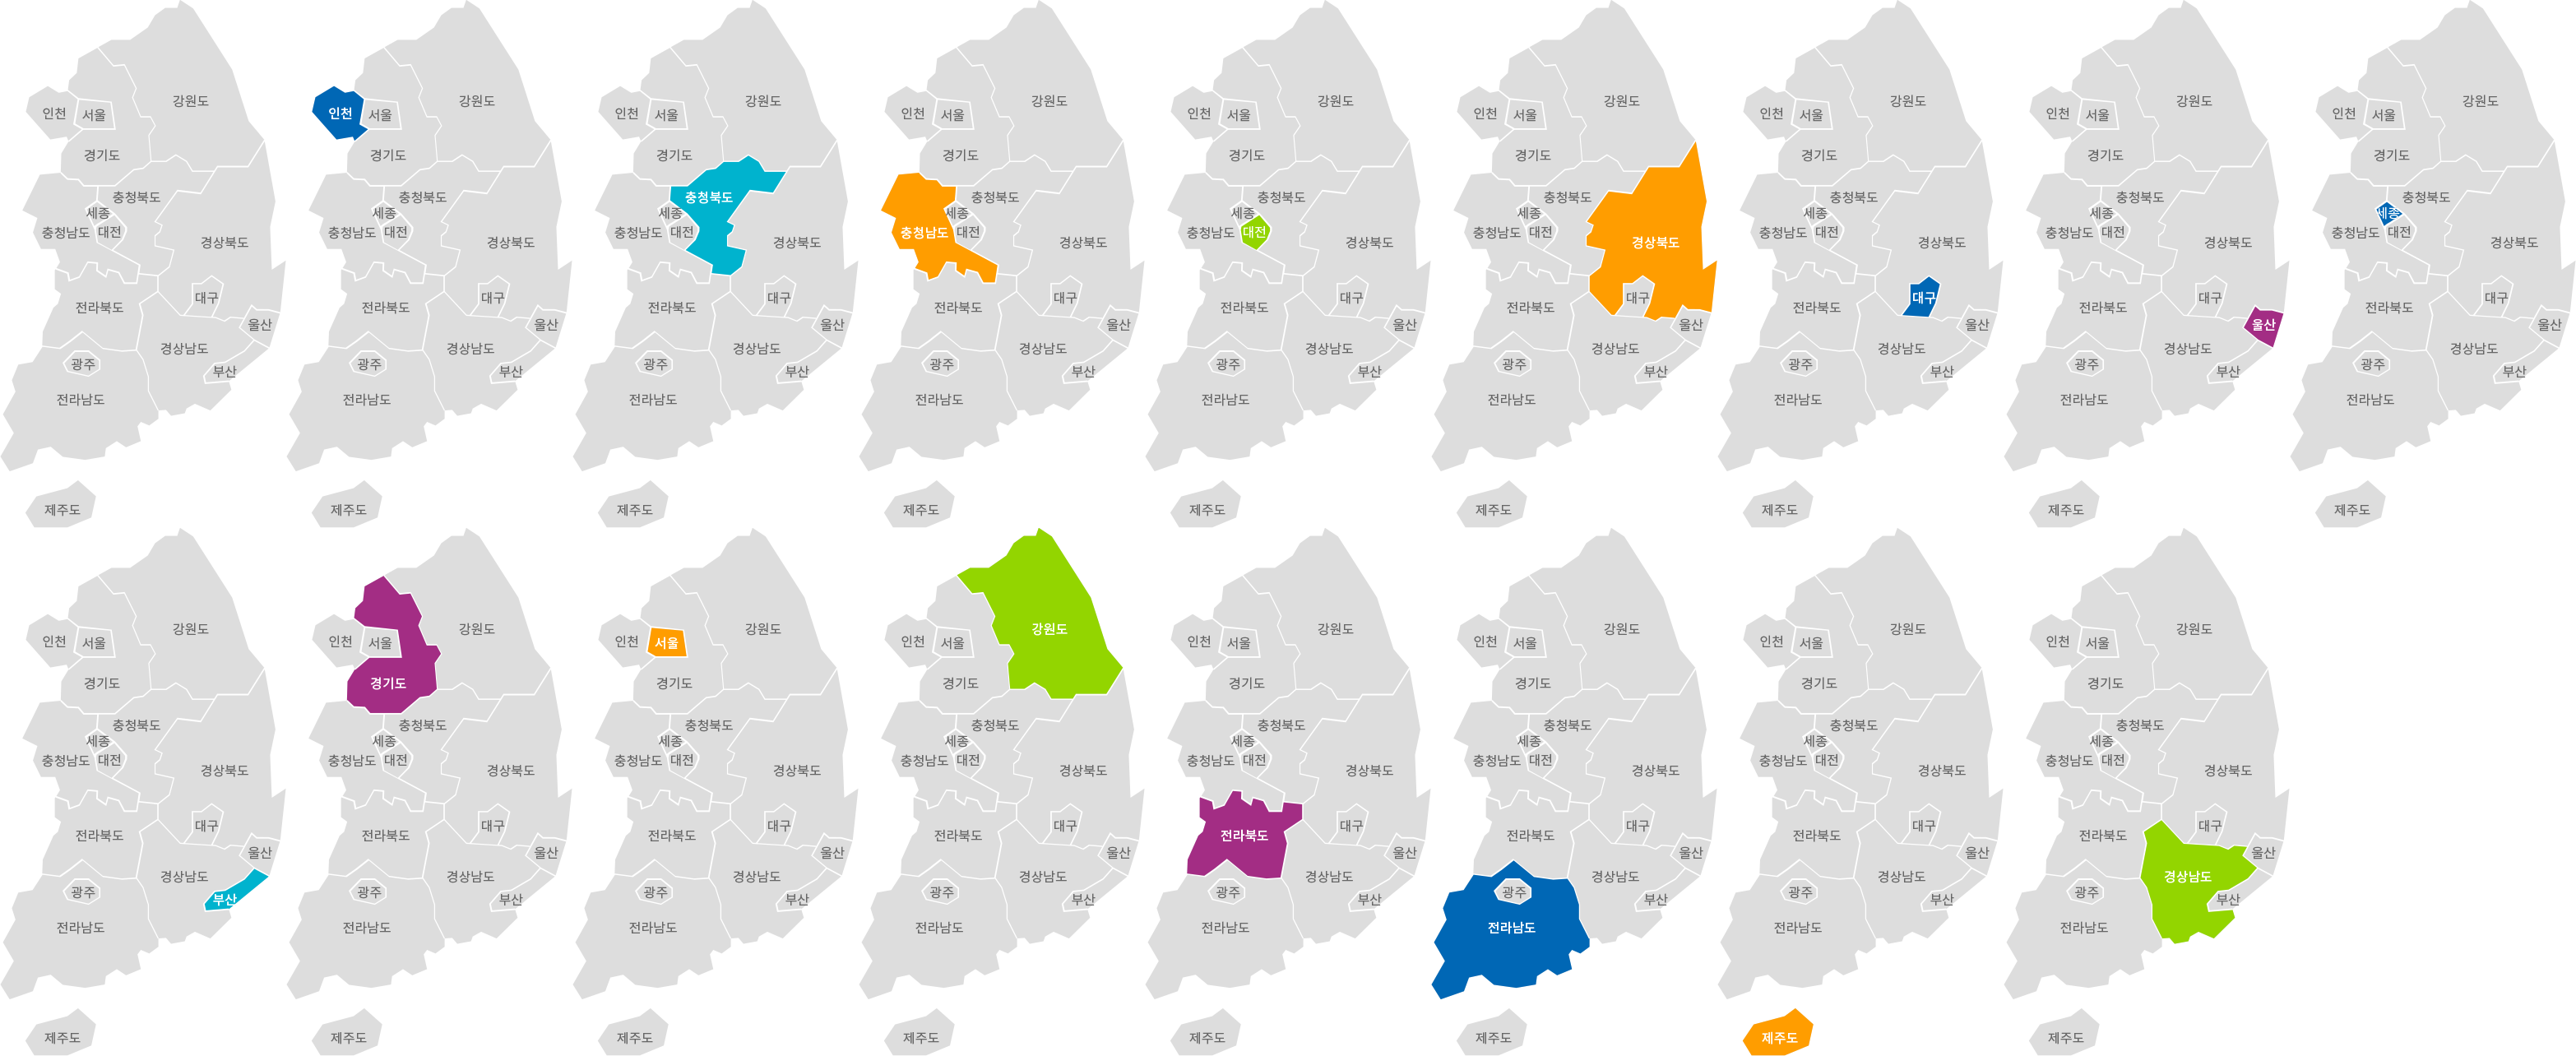 강원도 강원도 강원도 강원도 강원도 강원도 강원도 강원도 강원도
인천 서울 인천 서울 인천 서울 인천 서울 인천 서울 인천 서울 인천 서울 인천 서울 인천 서울
경기도 경기도 경기도 경기도 경기도 경기도 경기도 경기도 경기도
충청북도 충청북도 충청북도 충청북도 충청북도 충청북도 충청북도 충청북도 충청북도
세종 세종 세종 세종 세종 세종 세종 세종 세종
충청남도 대전 충청남도 대전 충청남도 대전 충청남도 대전 충청남도 대전 충청남도 대전 충청남도 대전 충청남도 대전 충청남도 대전
경상북도 경상북도 경상북도 경상북도 경상북도 경상북도 경상북도 경상북도 경상북도
대구 대구 대구 대구 대구 대구 대구 대구 대구
전라북도 전라북도 전라북도 전라북도 전라북도 전라북도 전라북도 전라북도 전라북도
울산 울산 울산 울산 울산 울산 울산 울산 울산
경상남도 경상남도 경상남도 경상남도 경상남도 경상남도 경상남도 경상남도 경상남도
광주 부산 광주 부산 광주 부산 광주 부산 광주 부산 광주 부산 광주 부산 광주 부산 광주 부산
전라남도 전라남도 전라남도 전라남도 전라남도 전라남도 전라남도 전라남도 전라남도
제주도 제주도 제주도 제주도 제주도 제주도 제주도 제주도 제주도
강원도 강원도 강원도 강원도 강원도 강원도 강원도 강원도
인천 서울 인천 서울 인천 서울 인천 서울 인천 서울 인천 서울 인천 서울 인천 서울
경기도 경기도 경기도 경기도 경기도 경기도 경기도 경기도
충청북도 충청북도 충청북도 충청북도 충청북도 충청북도 충청북도 충청북도
세종 세종 세종 세종 세종 세종 세종 세종
충청남도 대전 충청남도 대전 충청남도 대전 충청남도 대전 충청남도 대전 충청남도 대전 충청남도 대전 충청남도 대전
경상북도 경상북도 경상북도 경상북도 경상북도 경상북도 경상북도 경상북도
대구 대구 대구 대구 대구 대구 대구 대구
전라북도 전라북도 전라북도 전라북도 전라북도 전라북도 전라북도 전라북도
울산 울산 울산 울산 울산 울산 울산 울산
경상남도 경상남도 경상남도 경상남도 경상남도 경상남도 경상남도 경상남도
광주 부산 광주 부산 광주 부산 광주 부산 광주 부산 광주 부산 광주 부산 광주 부산
전라남도 전라남도 전라남도 전라남도 전라남도 전라남도 전라남도 전라남도
제주도 제주도 제주도 제주도 제주도 제주도 제주도 제주도